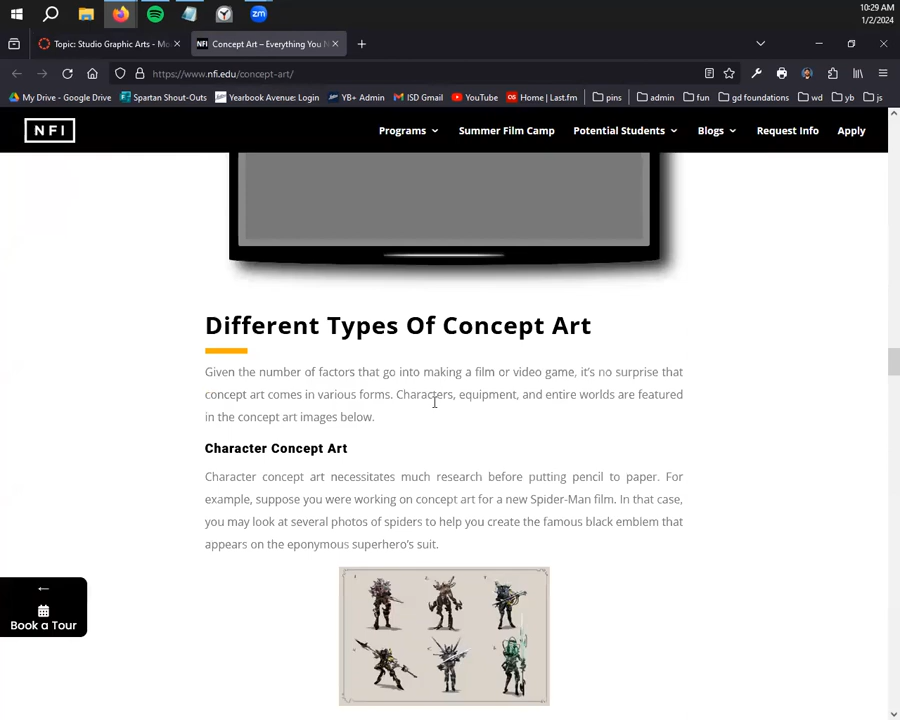 10:29 AM
1/2/2024
Topic: Studio Graphic Arts - Mo
NFI Concept Art – Everything You N
https://www.nfi.edu/concept-art/
My Drive - Google Drive
Spartan Shout-Outs
Yearbook Avenue: Login
YB+ Admin
ISD Gmail
YouTube
Home | Last.fm
pins
admin
fun
gd foundations
wd
yb
js
NFI
Programs
Summer Film Camp
Potential Students
Blogs
Request Info
Apply
Different Types Of Concept Art
Given the number of factors that go into making a film or video game, it's no surprise that
concept art comes in various forms. Characters, equipment, and entire worlds are featured
in the concept art images below.
Character Concept Art
Character concept art necessitates much research before putting pencil to paper. For
example, suppose you were working on concept art for a new Spider-Man film. In that case,
you may look at several photos of spiders to help you create the famous black emblem that
appears on the eponymous superhero's suit.
Book a Tour